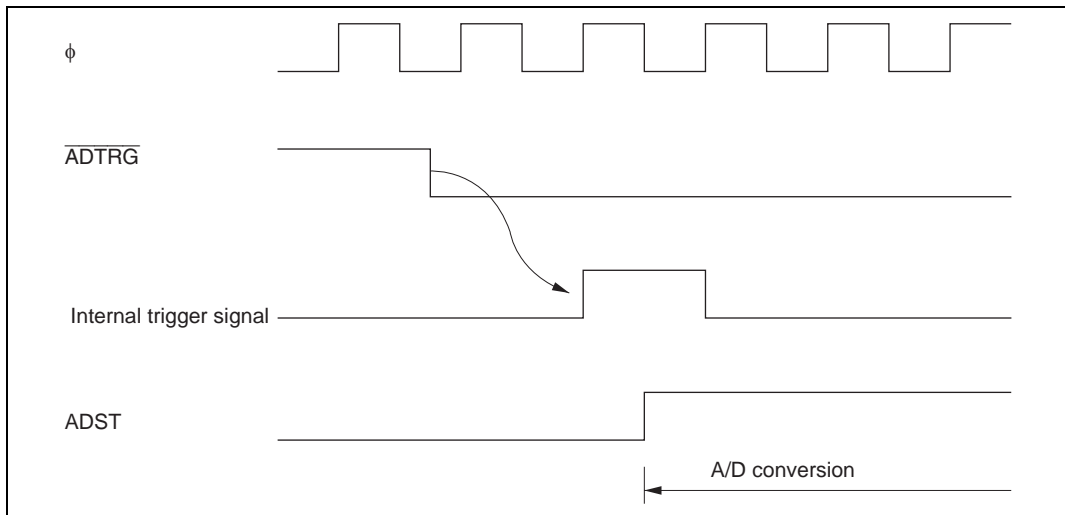 ϕ
ADTRG
Internal trigger signal
ADST
A/D conversion